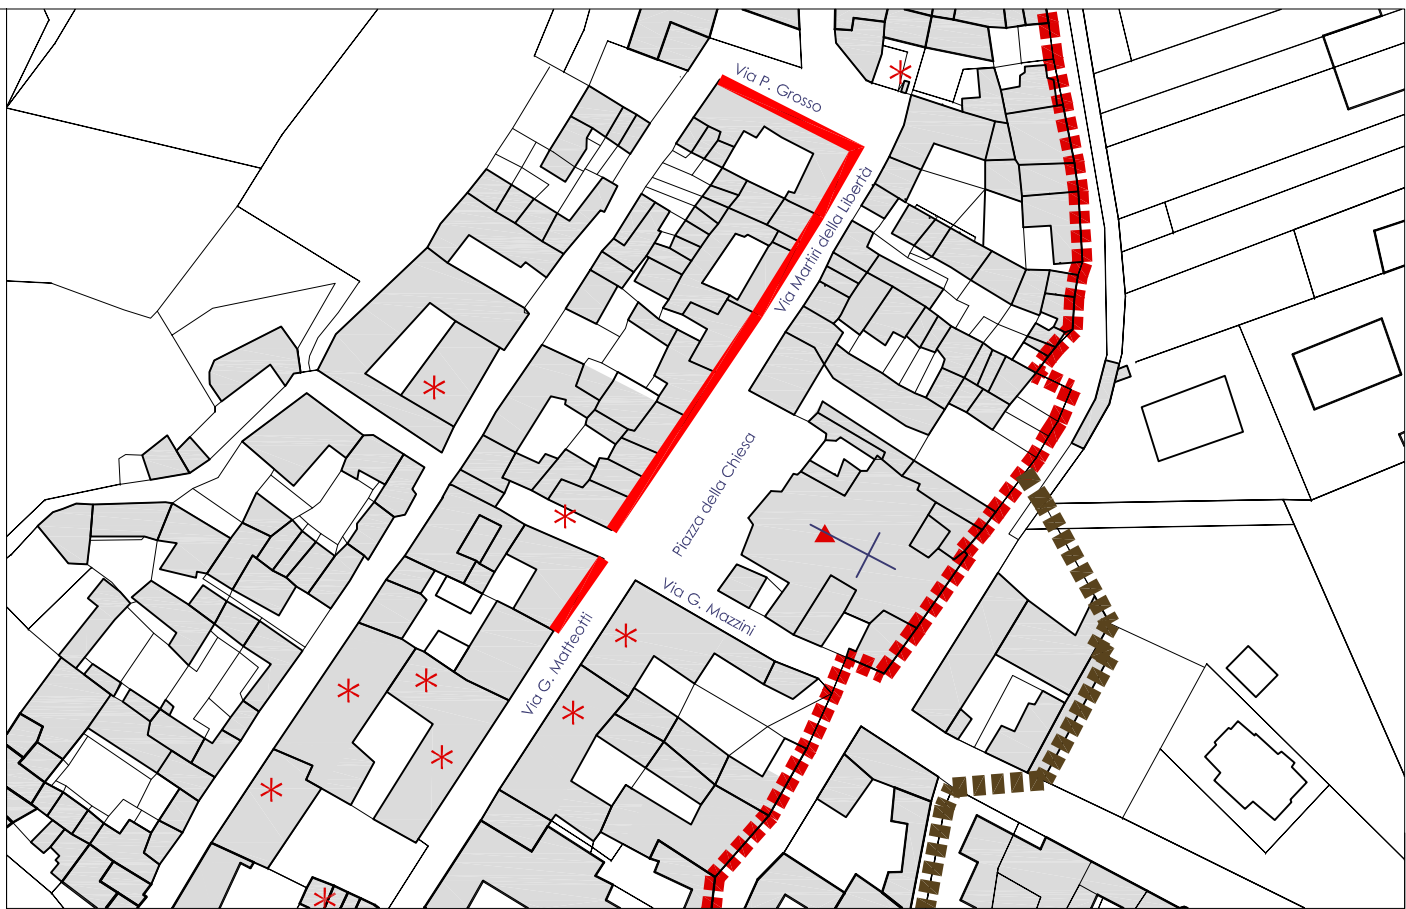 Via P. Grosso
Via Martiri della Libertà
Piazza della Chiesa
Via G. Mazzini
Via G. Matteotti